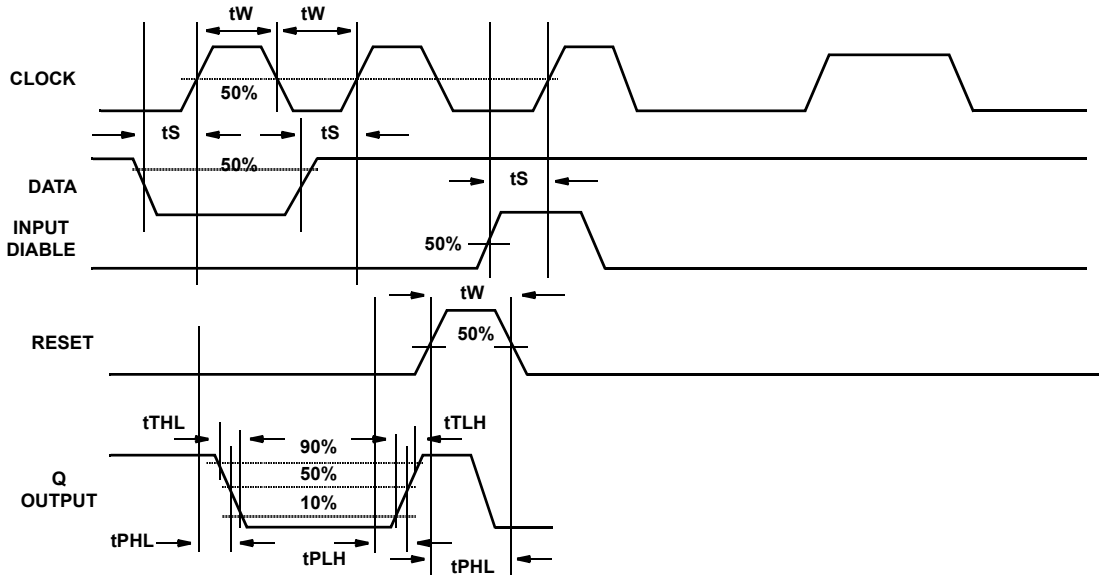 tW
tW
CLOCK
50%
tS
tS
50%
DATA
tS
INPUT
DIABLE
50%
tW
RESET
50%
tTHL
tTLH
90%
50%
Q
OUTPUT
10%
tPHL
tPLH
tPHL